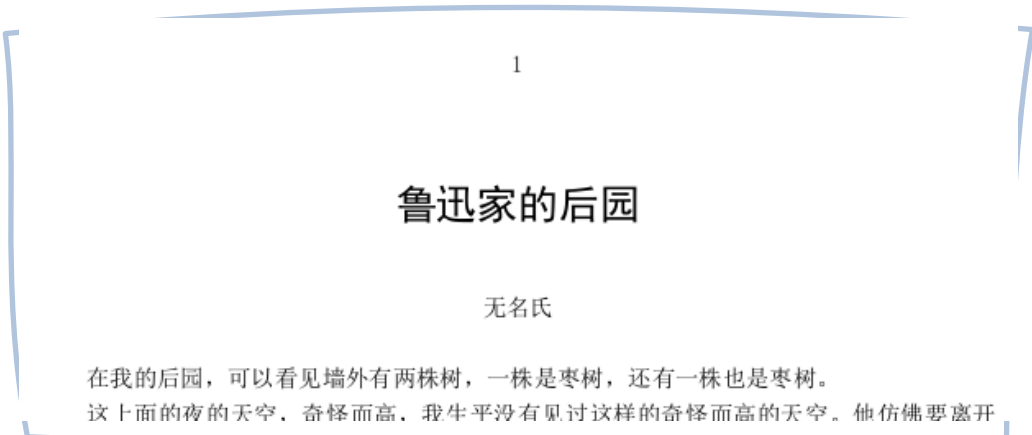 1
鲁迅家的后园
无名氏
在我的后园，可以看见墙外有两株树，一株是枣树，还有一株也是枣树。
这上面的夜的天空，奇怪而高，我生平没有见过这样的奇怪而高的天空。他仿佛要离开